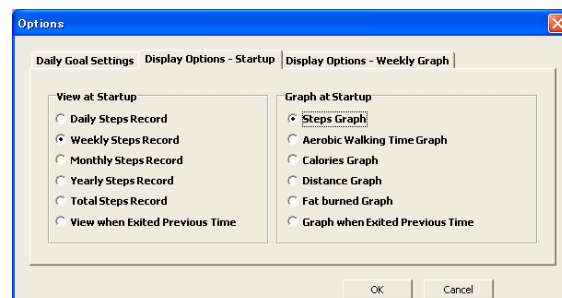 Options
Daily Goal Settings
Display Options - Startup
Display Options - Weekly Graph
View at Startup
Daily Steps Record
Weekly Steps Record
Monthly Steps Record
Yearly Steps Record
Total Steps Record
View when Exited Previous Time
Graph at Startup
Steps Graph
Aerobic Walking Time Graph
Calories Graph
Distance Graph
Fat burned Graph
Graph when Exited Previous Time
OK
Cancel